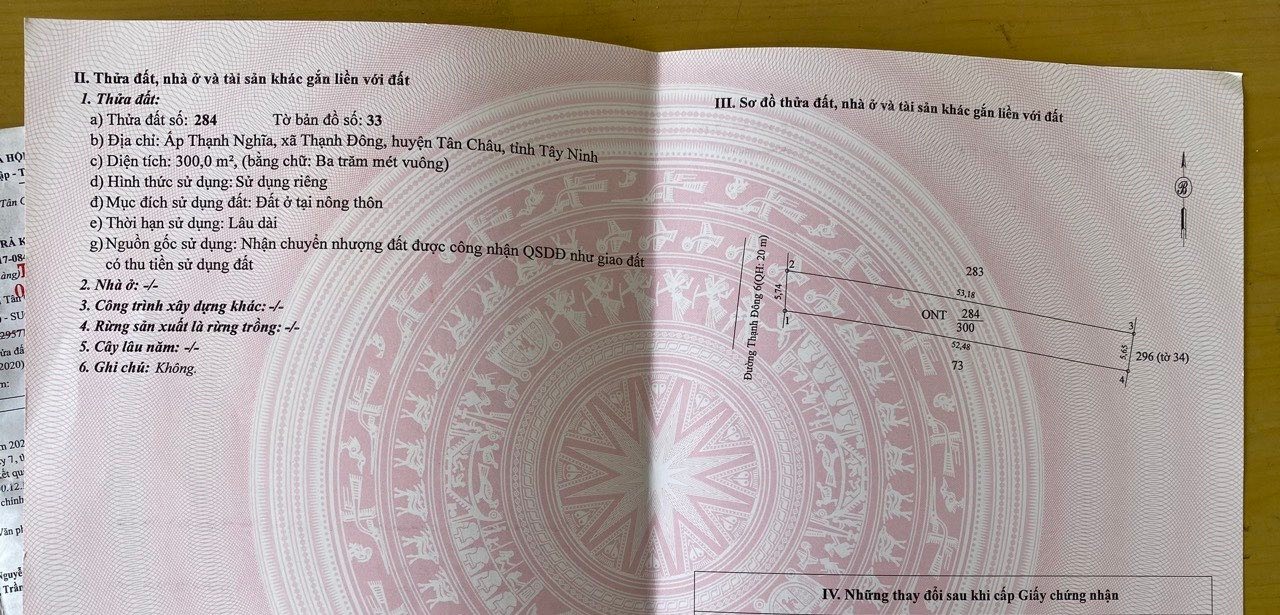 II. Thửa đất, nhà ở và tài sản khác gắn liền với đất
1. Thửa đất:
a) Thửa đất số: 284 Tờ bản đồ số: 33
b) Địa chỉ: Ấp Thạnh Nghĩa, xã Thạnh Đông, huyện Tân Châu, tỉnh Tây Ninh
c) Diện tích: 300,0 m², (bằng chữ: Ba trăm mét vuông)
d) Hình thức sử dụng: Sử dụng riêng
đ) Mục đích sử dụng đất: Đất ở tại nông thôn
e) Thời hạn sử dụng: Lâu dài
g) Nguồn gốc sử dụng: Nhận chuyển nhượng đất được công nhận QSDĐ như giao đất
có thu tiền sử dụng đất
2. Nhà ở: -/-
3. Công trình xây dựng khác: -/-
4. Rừng sản xuất là rừng trồng: -/-
5. Cây lâu năm: -/-
6. Ghi chú: Không.
III. Sơ đồ thửa đất, nhà ở và tài sản khác gắn liền với đất
B
Đường Thạnh Đông 6(QH: 20 m)
2
5,74
1
283
53,18
ONT 284
300
52,48
73
3
5,65
4
296 (tờ 34)
IV. Những thay đổi sau khi cấp Giấy chứng nhận
2957
2020)
Văn ph
Nguyễ
Trần